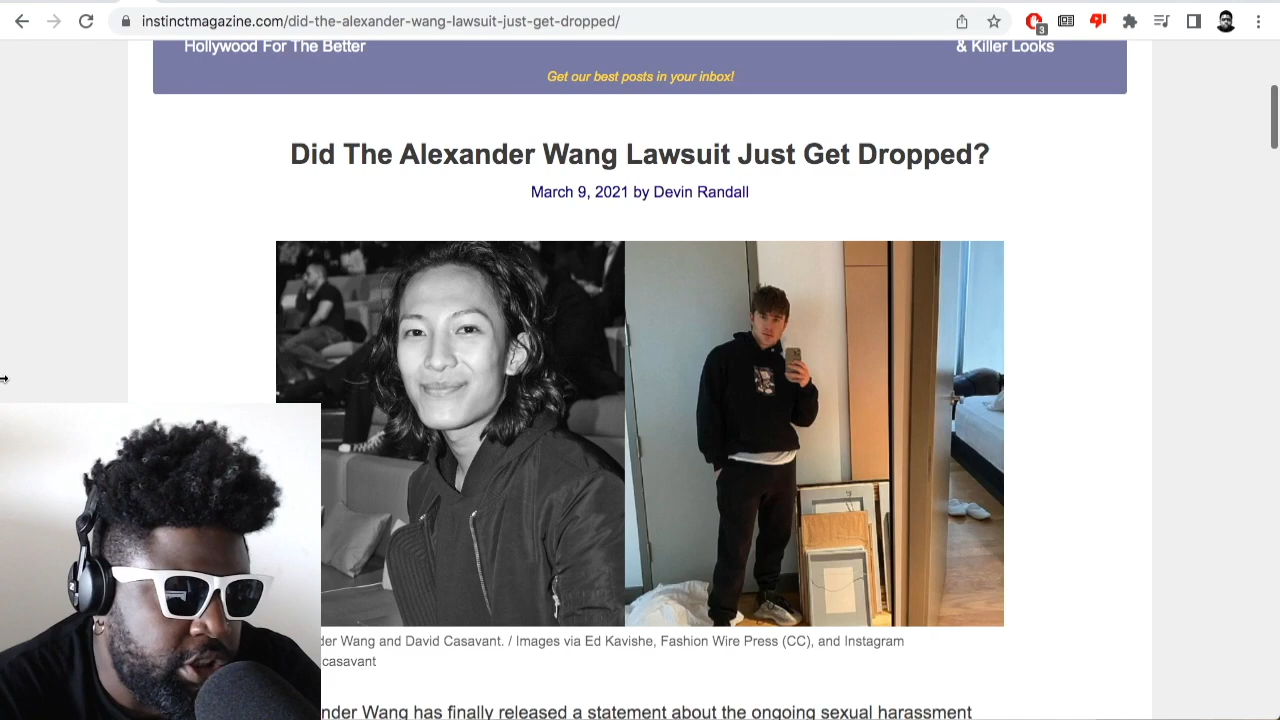 instinctmagazine.com/did-the-alexander-wang-lawsuit-just-get-dropped/
3
Hollywood For The Better
& Killer Looks
Get our best posts in your inbox!
Did The Alexander Wang Lawsuit Just Get Dropped?
March 9, 2021 by Devin Randall
der Wang and David Casavant. / Images via Ed Kavishe, Fashion Wire Press (CC), and Instagram
casavant
nder Wang has finally released a statement about the ongoing sexual harassment